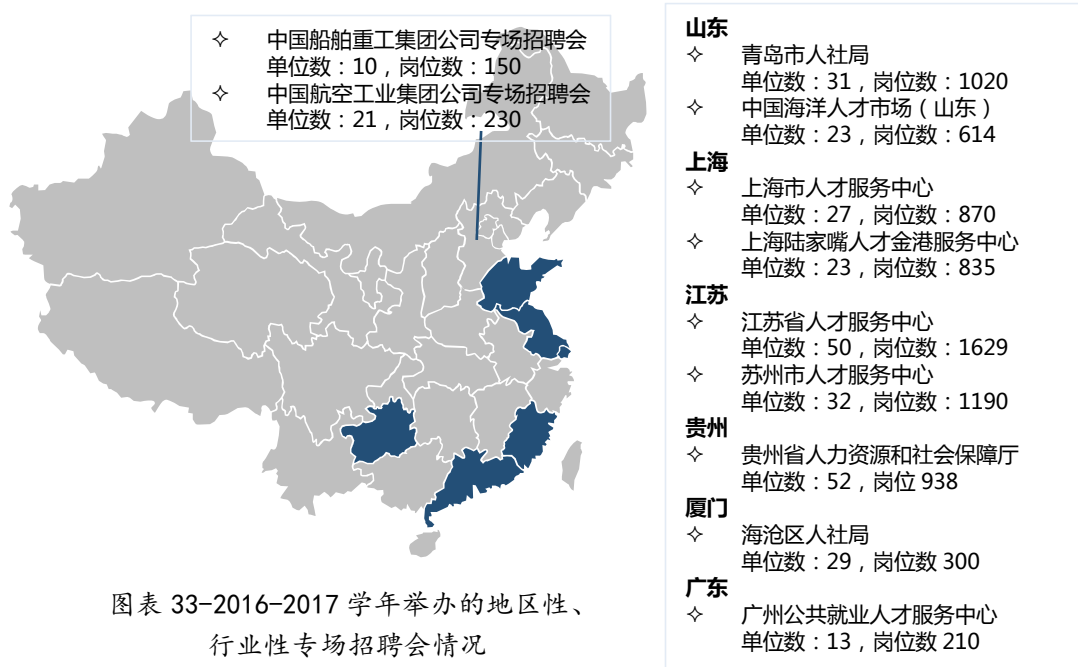 ✧ 中国船舶重工集团公司专场招聘会
单位数：10，岗位数：150
✧ 中国航空工业集团公司专场招聘会
单位数：21，岗位数：230
山东
✧ 青岛市人社局
单位数：31，岗位数：1020
✧ 中国海洋人才市场（山东）
单位数：23，岗位数：614
上海
✧ 上海市人才服务中心
单位数：27，岗位数：870
✧ 上海陆家嘴人才金港服务中心
单位数：23，岗位数：835
江苏
✧ 江苏省人才服务中心
单位数：50，岗位数：1629
✧ 苏州市人才服务中心
单位数：32，岗位数：1190
贵州
✧ 贵州省人力资源和社会保障厅
单位数：52，岗位 938
厦门
✧ 海沧区人社局
单位数：29，岗位数 300
广东
✧ 广州公共就业人才服务中心
单位数：13，岗位数 210
图表 33-2016-2017 学年举办的地区性、
行业性专场招聘会情况